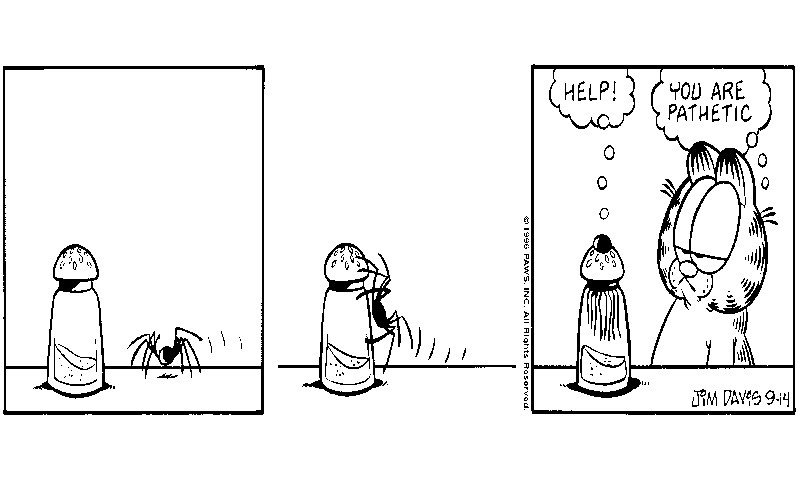 HELP!
YOU ARE
PATHETIC
© 1996 PAWS, INC. All Rights Reserved.
JIM DAVIS 9-14